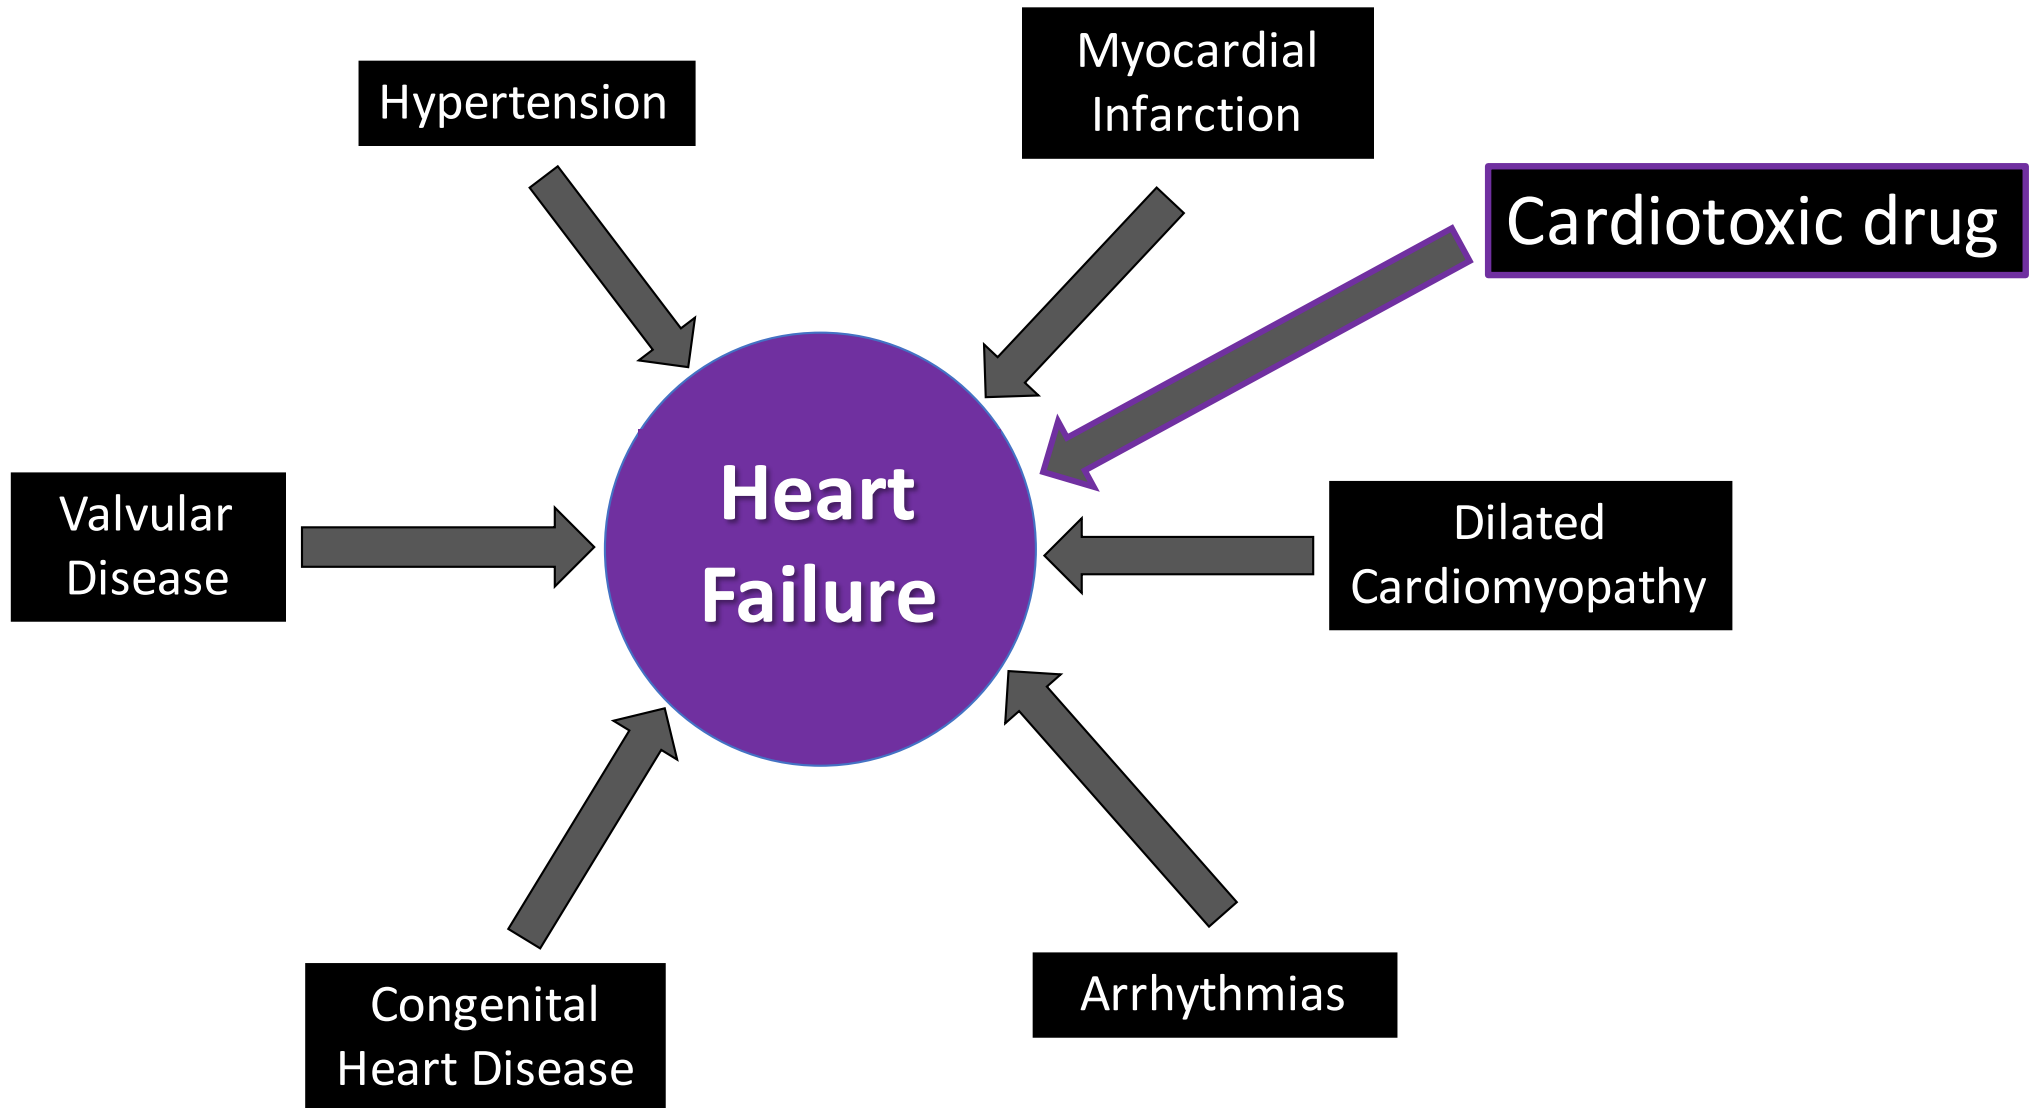 Hypertension
Myocardial
Infarction
Cardiotoxic drug
Heart
Failure
Valvular
Disease
Dilated
Cardiomyopathy
Congenital
Heart Disease
Arrhythmias